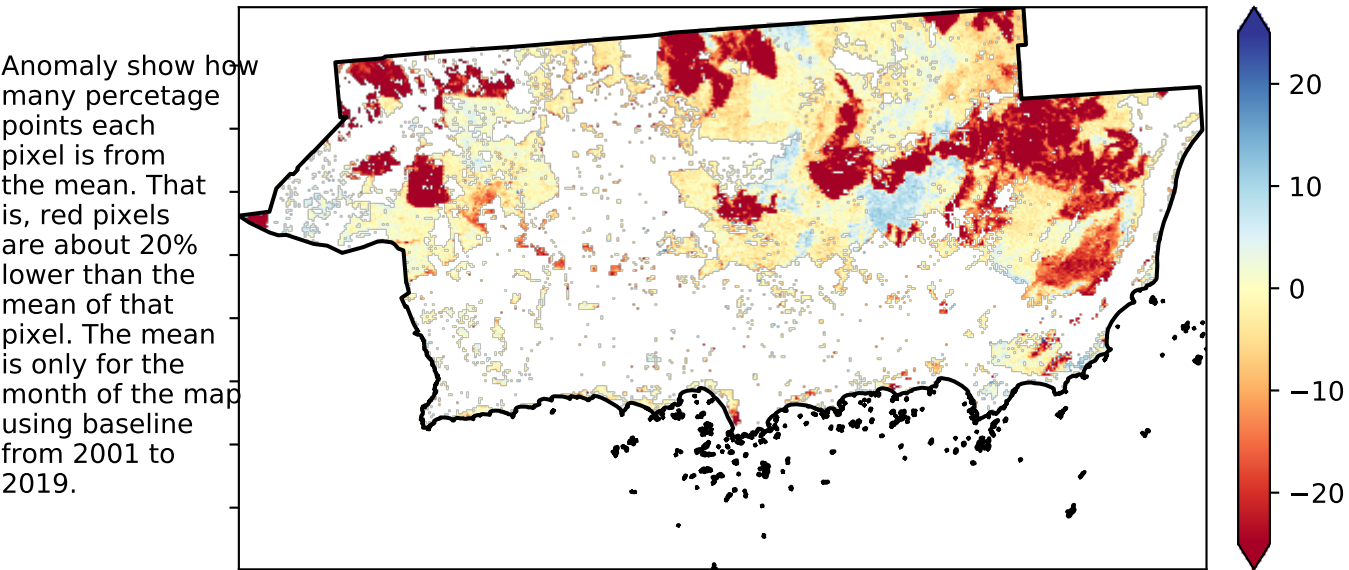 Anomaly show how
many percetage
points each
pixel is from
the mean. That
is, red pixels
are about 20%
lower than the
mean of that
pixel. The mean
is only for the
month of the map
using baseline
from 2001 to
2019.
20
10
0
−10
−20